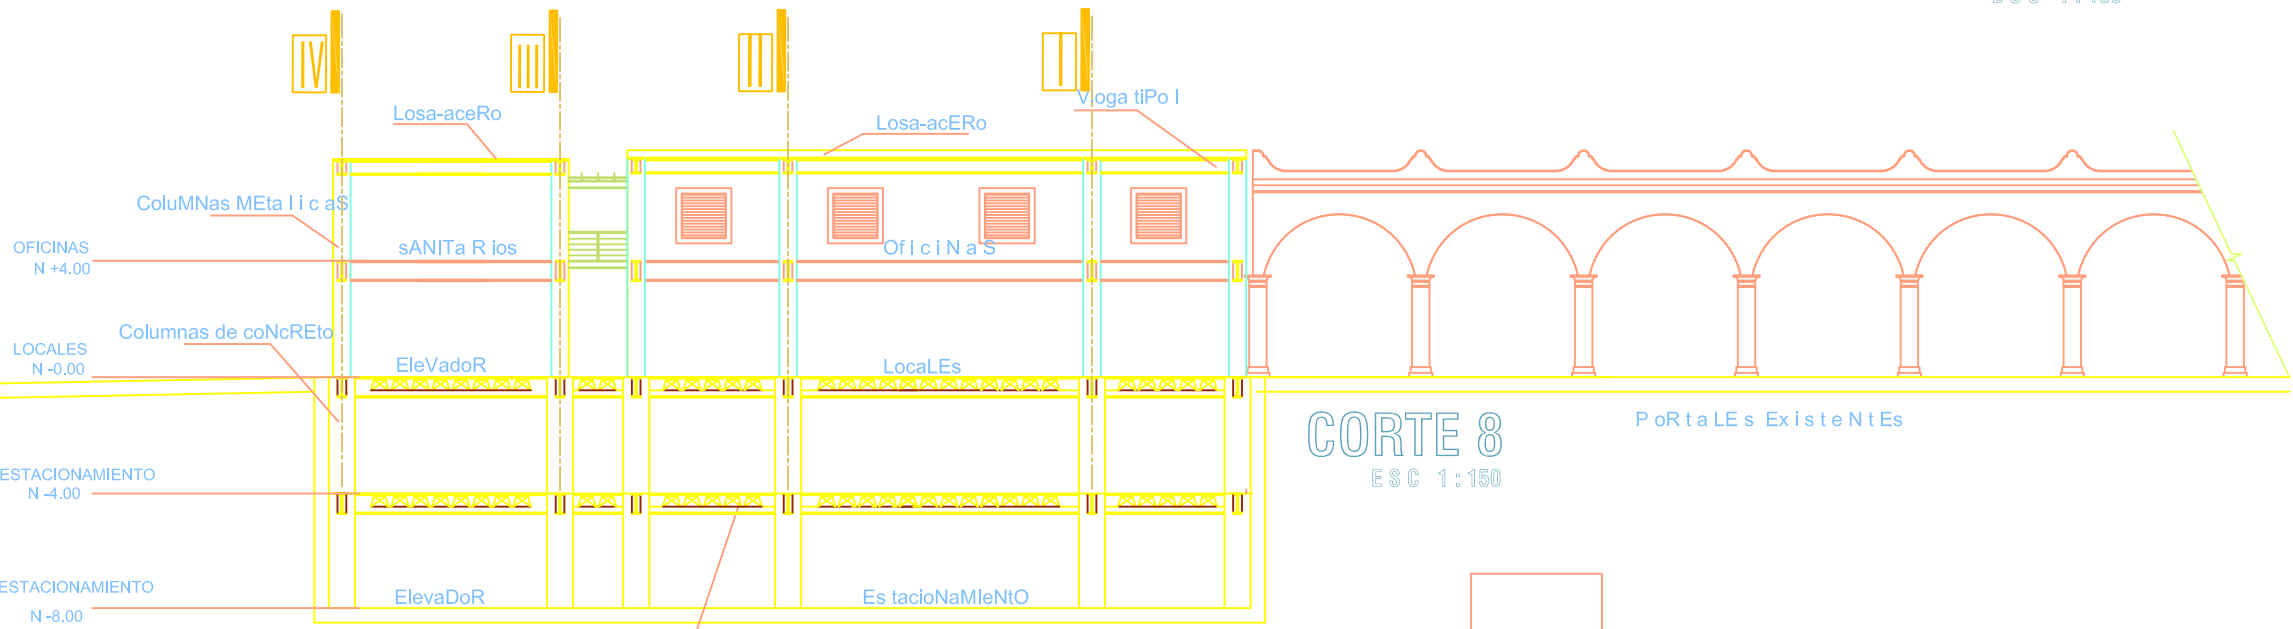 IV
III
II
I
Losa-aceRo
Losa-acERo
Vioga tiPo I
ColuMNas MEta l i c aS
OFICINAS
N +4.00
sANITa R ios
Of i c i N a S
Columnas de coNcREto
LOCALES
N -0.00
EleVadoR
LocaLEs
CORTE 8
ESC 1:150
P oR t a LE s Ex i s t e N t Es
ESTACIONAMIENTO
N -4.00
ESTACIONAMIENTO
N -8.00
ElevaDoR
Es tacioNaMIeNtO